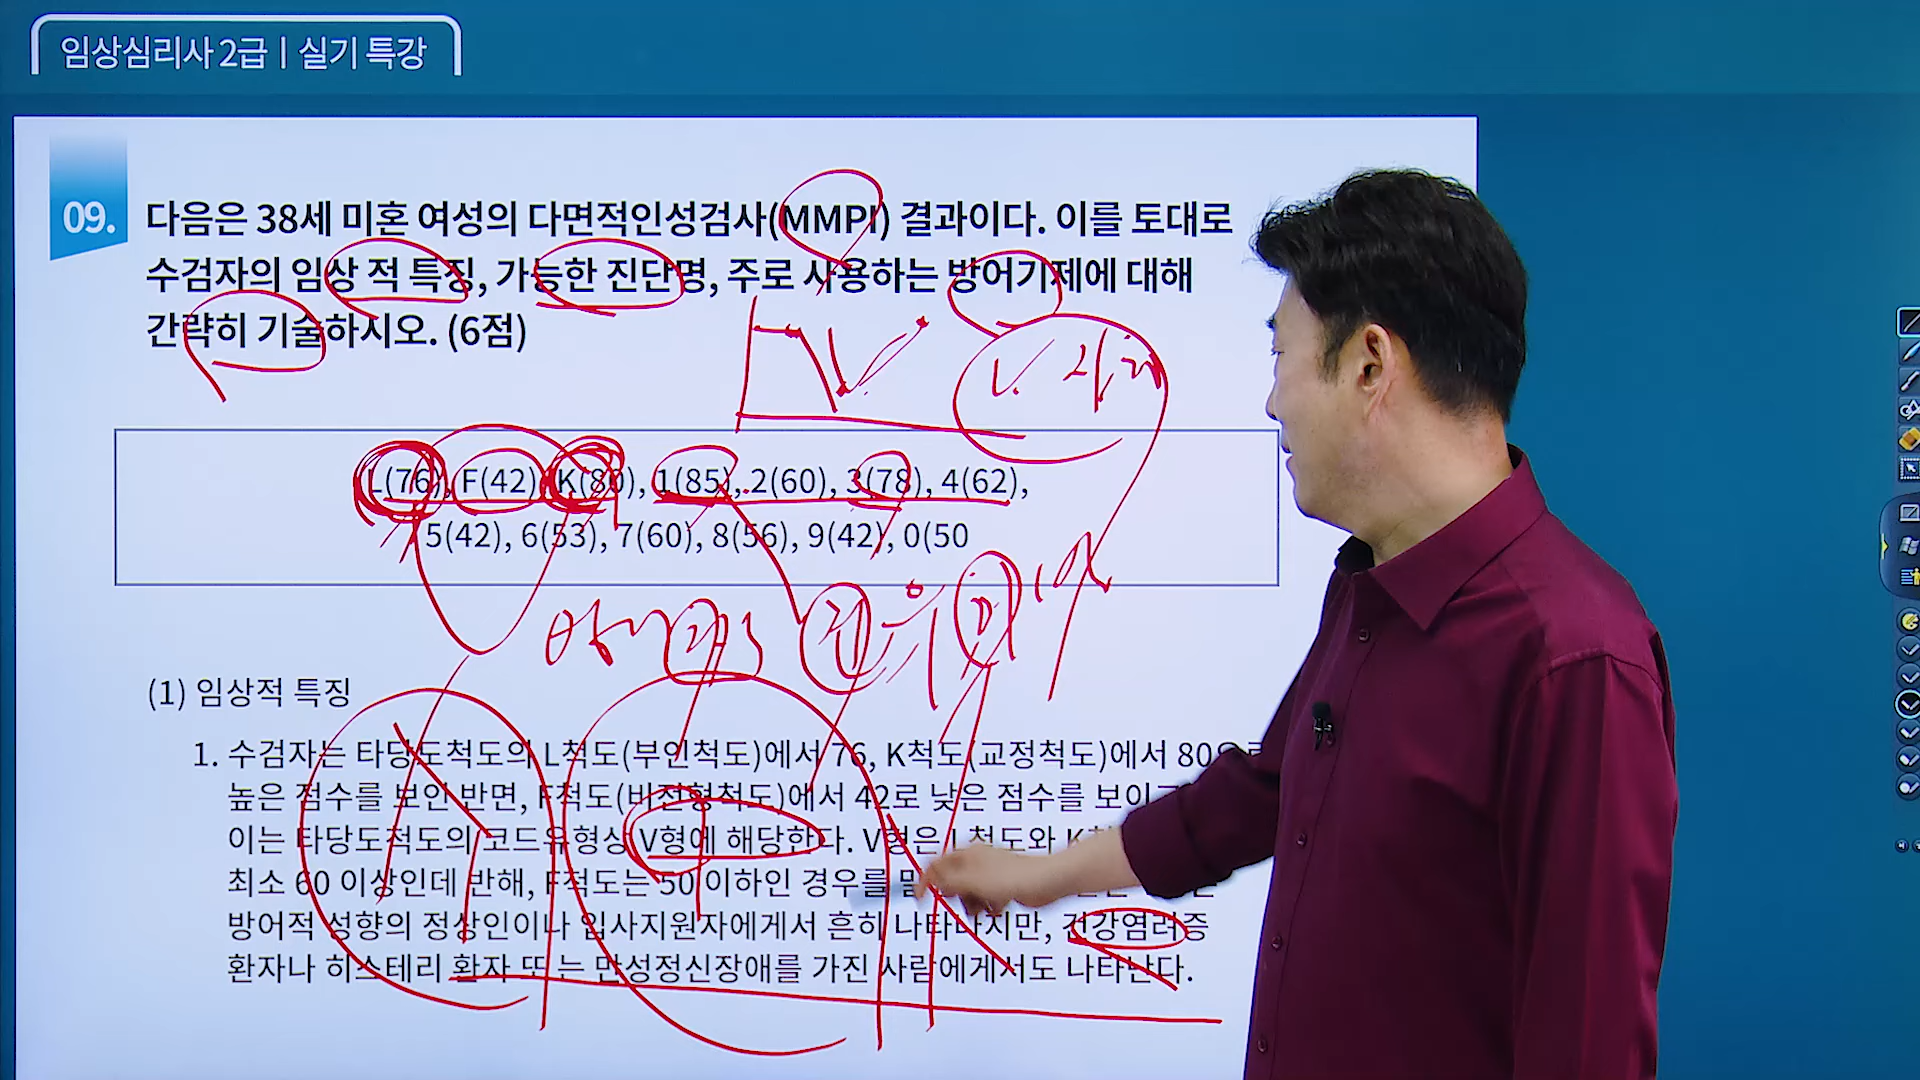 임상심리사 2급 | 실기 특강
09.
다음은 38세 미혼 여성의 다면적인성검사(MMPI) 결과이다. 이를 토대로
수검자의 임상 적 특징, 가능한 진단명, 주로 사용하는 방어기제에 대해
간략히 기술하시오. (6점)
L(76), F(42), K(80), 1(85), 2(60), 3(78), 4(62),
5(42), 6(53), 7(60), 8(56), 9(42), 0(50
(1) 임상적 특징
1. 수검자는 타당도척도의 L척도(부인척도)에서 76, K척도(교정척도)에서 80으로
높은 점수를 보인 반면, F척도(비전형척도)에서 42로 낮은 점수를 보이고
이는 타당도척도의 코드유형상 V형에 해당한다. V형은 L척도와
최소 60 이상인데 반해, F척도는 50 이하인 경우를
방어적 성향의 정상인이나 입사지원자에게서 흔히 나타나지만, 건강염려증
환자나 히스테리 환자 또는 만성정신장애를 가진 사람에게서도 나타난다.